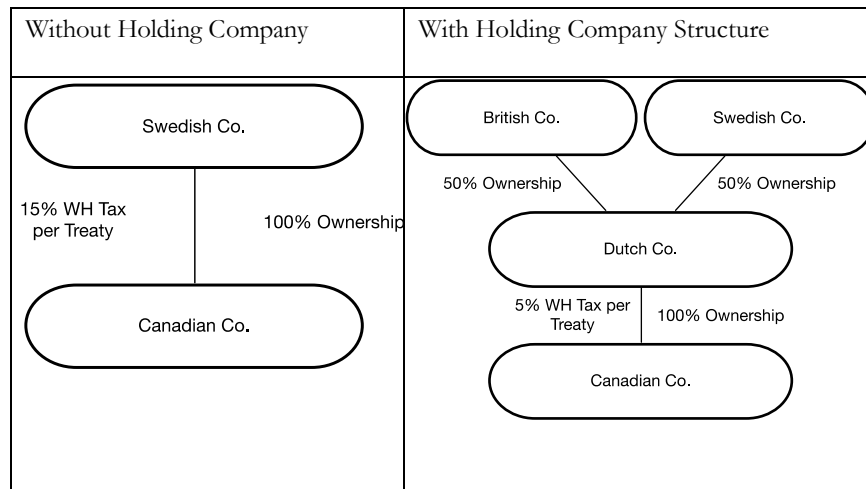 Without Holding Company
With Holding Company Structure
Swedish Co.
15% WH Tax
per Treaty
100% Ownership
Canadian Co.
British Co.
Swedish Co.
50% Ownership
50% Ownership
Dutch Co.
5% WH Tax per
Treaty
100% Ownership
Canadian Co.